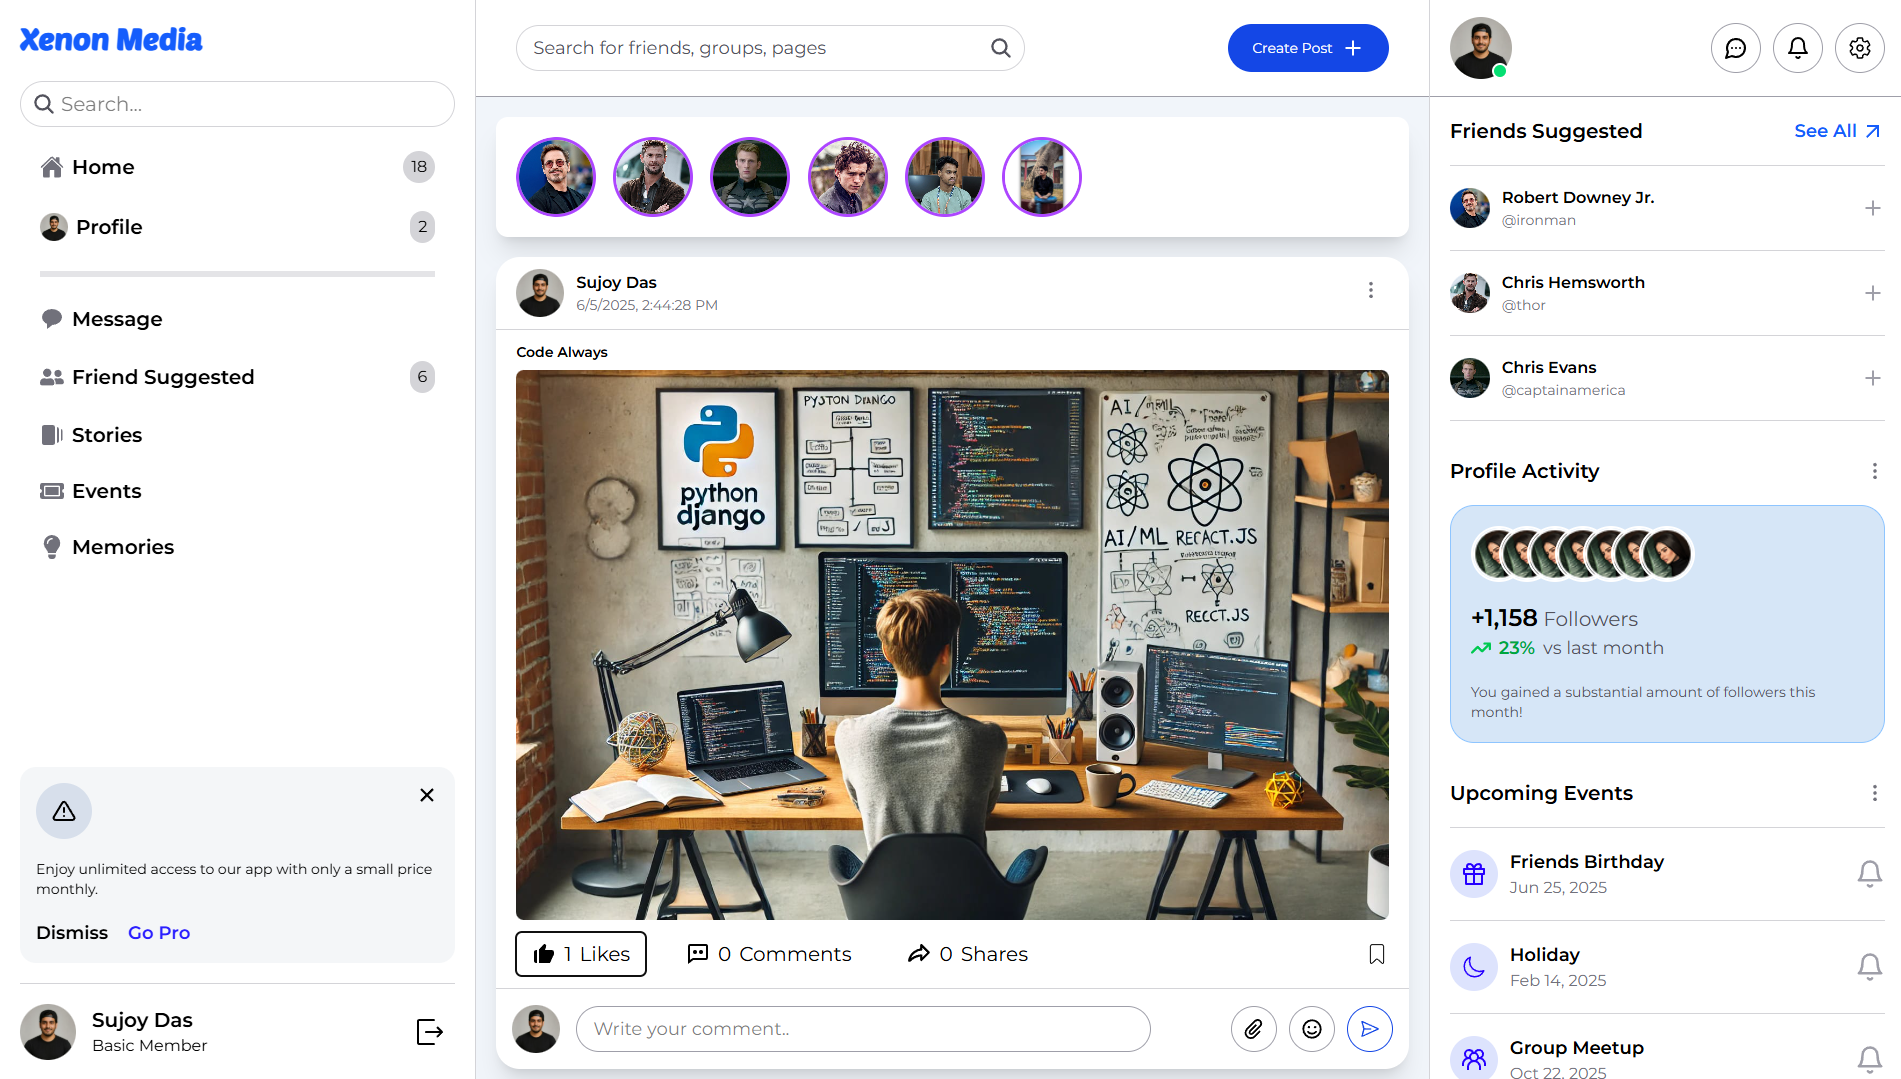 Xenon Media
Search...
Home
18
Profile
2
Message
Friend Suggested
6
Stories
Events
Memories
Enjoy unlimited access to our app with only a small price
monthly.
Dismiss
Go Pro
Sujoy Das
Basic Member
Search for friends, groups, pages
Create Post
Sujoy Das
6/5/2025, 2:44:28 PM
Code Always
python
django
PYSTON DJANGO
AI/ML
RECACT.JS
RECCT.JS
1 Likes
0 Comments
0 Shares
Write your comment..
Friends Suggested
See All
Robert Downey Jr.
@ironman
Chris Hemsworth
@thor
Chris Evans
@captainamerica
Profile Activity
+1,158 Followers
23% vs last month
You gained a substantial amount of followers this
month!
Upcoming Events
Friends Birthday
Jun 25, 2025
Holiday
Feb 14, 2025
Group Meetup
Oct 22, 2025